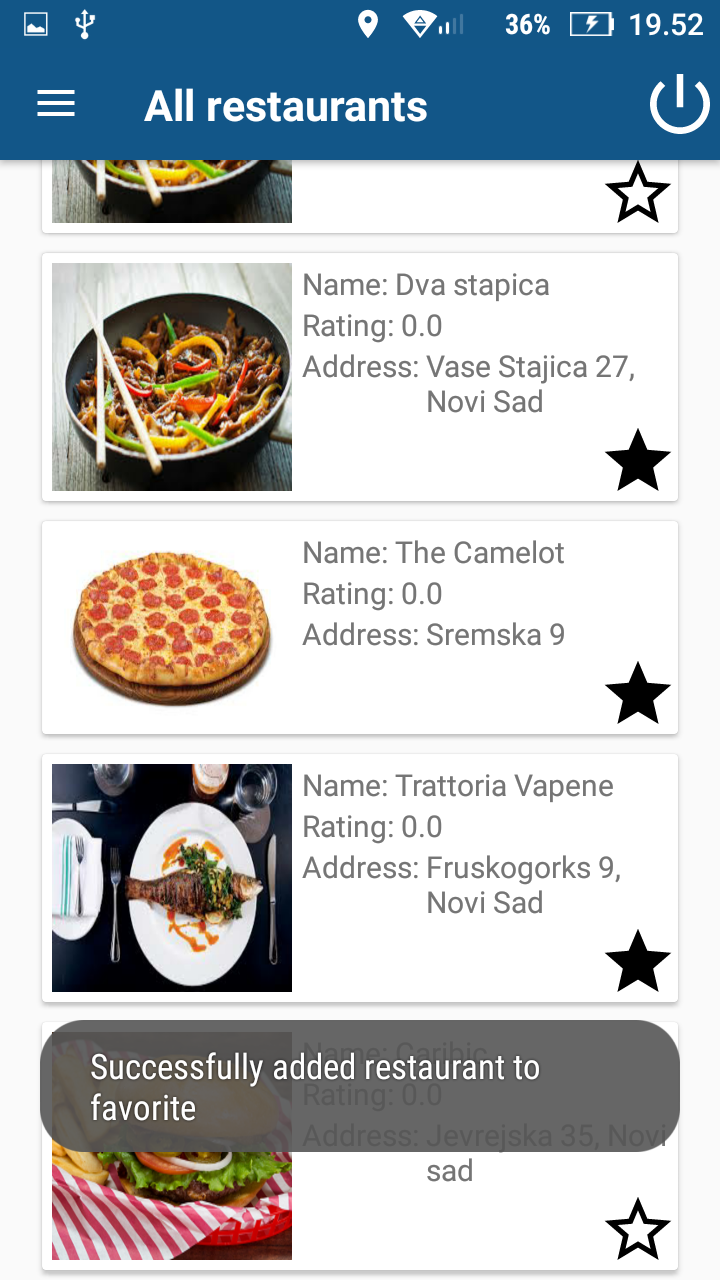 36% 19.52
All restaurants
Name: Dva stapica
Rating: 0.0
Address: Vase Stajica 27,
Novi Sad
Name: The Camelot
Rating: 0.0
Address: Sremska 9
Name: Trattoria Vapene
Rating: 0.0
Address: Fruskogorks 9,
Novi Sad
Successfully added restaurant to
favorite
Name: Caribic
Rating: 0.0
Address: Jevrejska 35, Novi
sad